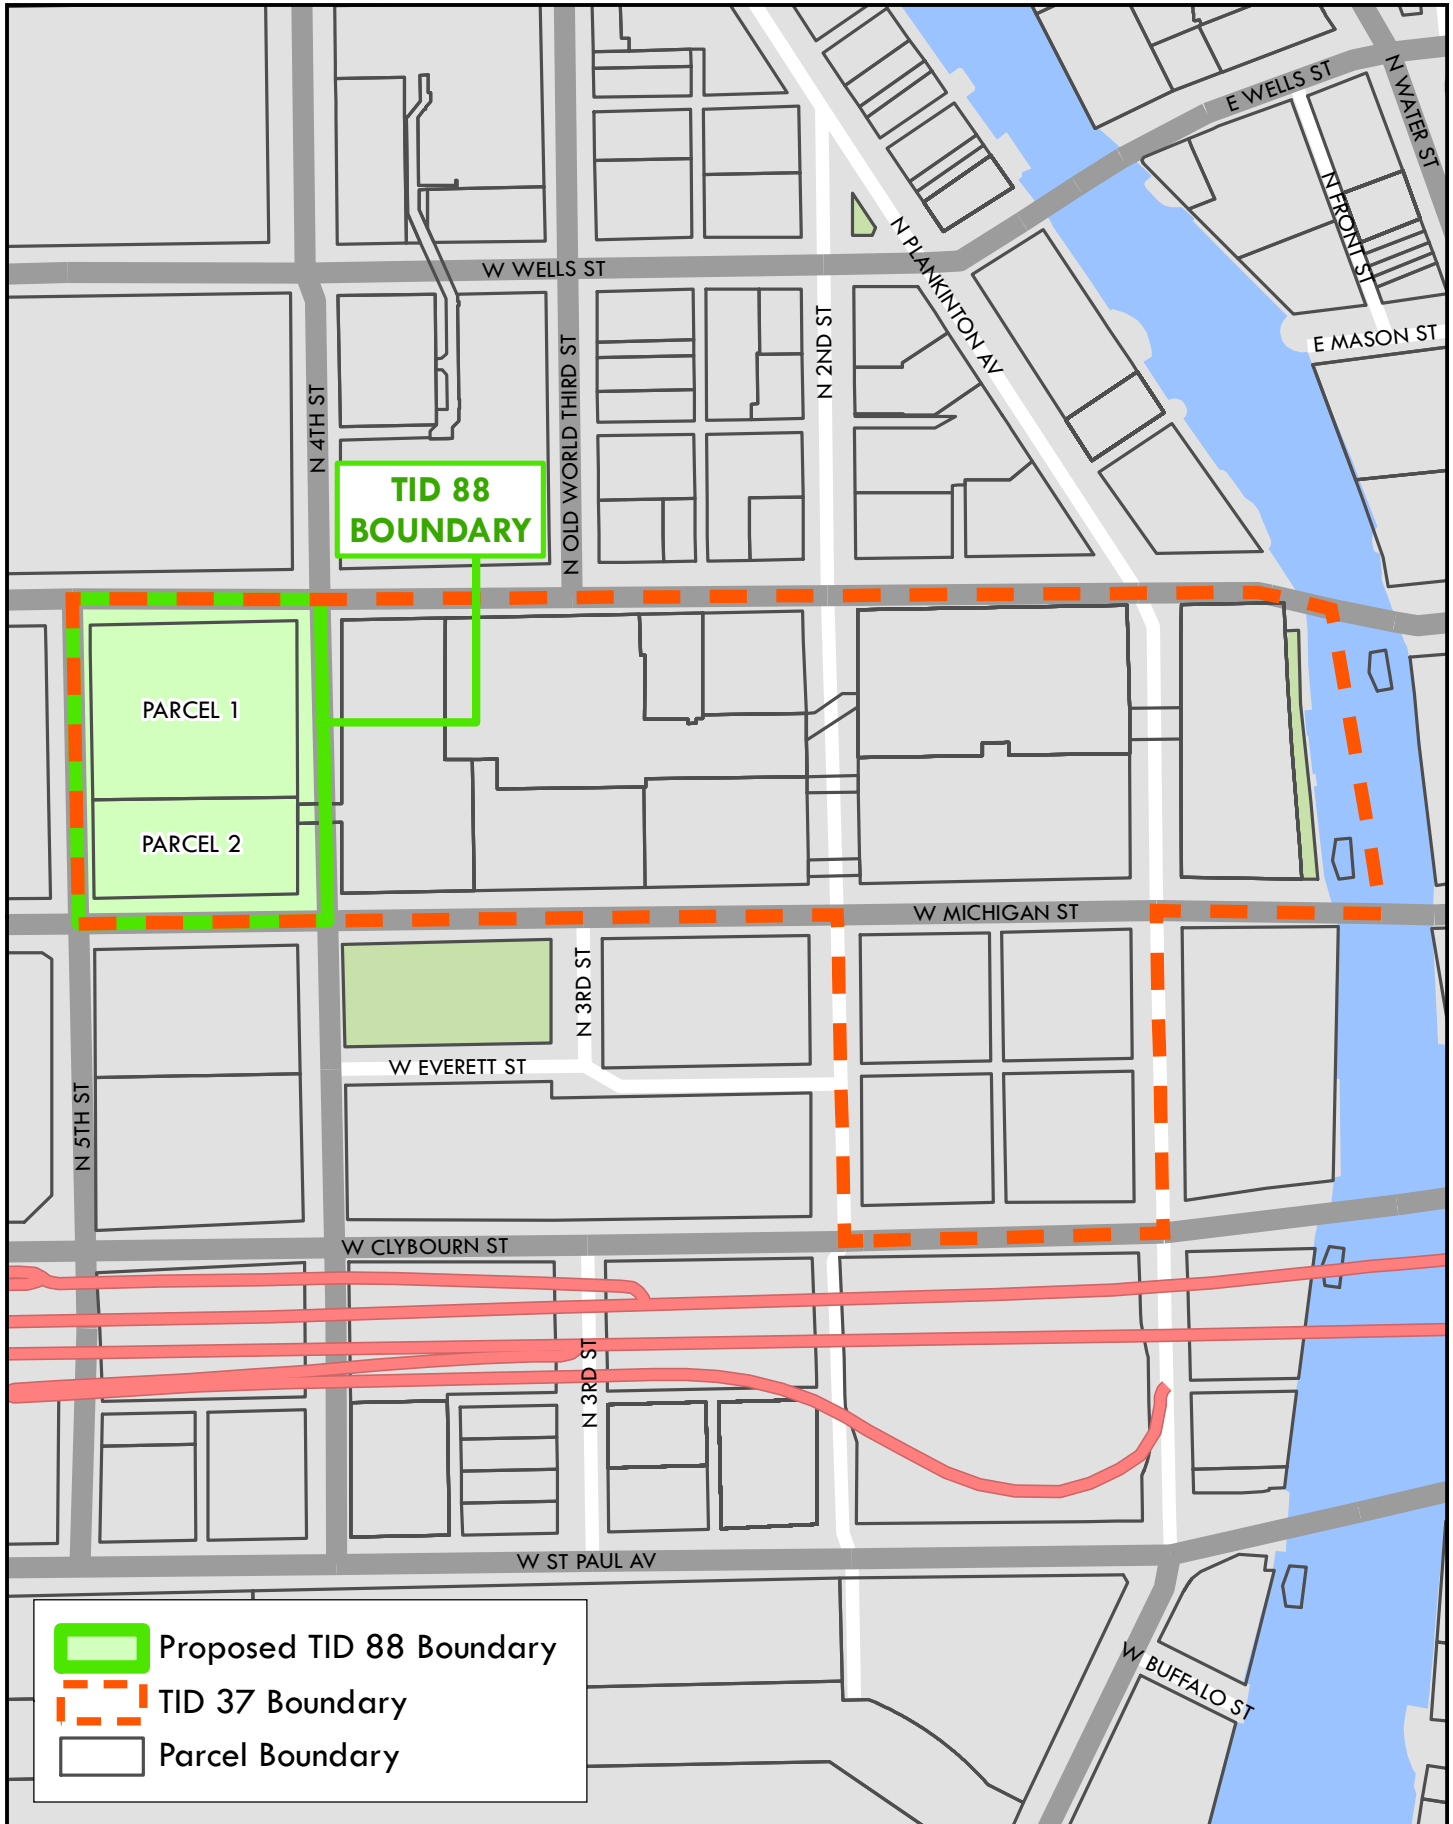 E WELLS ST
N WATER ST
N FRONT ST
N PLANKINTON AV
W WELLS ST
E MASON ST
N 2ND ST
N OLD WORLD THIRD ST
N 4TH ST
TID 88
BOUNDARY
PARCEL 1
PARCEL 2
W MICHIGAN ST
N 3RD ST
W EVERETT ST
N 5TH ST
W CLYBOURN ST
N 3RD ST
W ST PAUL AV
W BUFFALO ST
Proposed TID 88 Boundary
TID 37 Boundary
Parcel Boundary